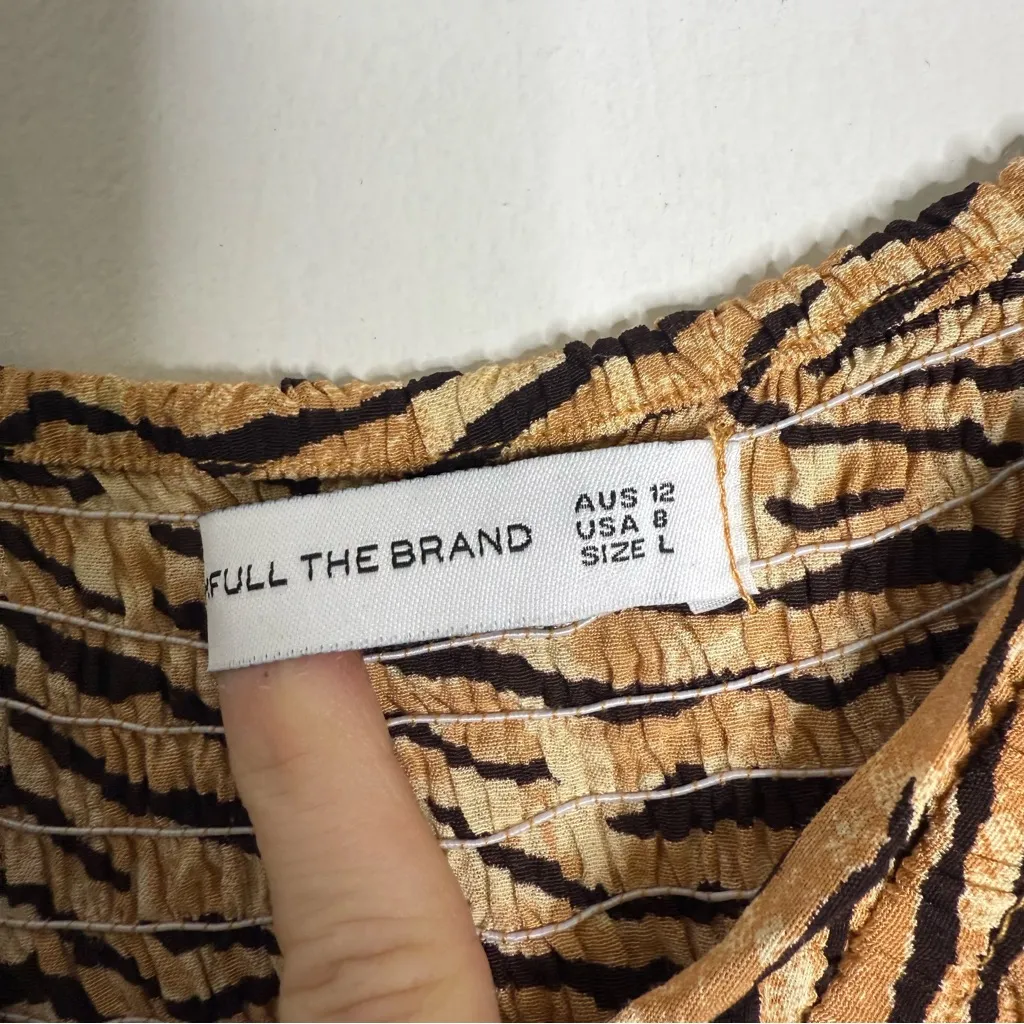 FULL THE BRAND
AUS 12
USA 8
SIZE L